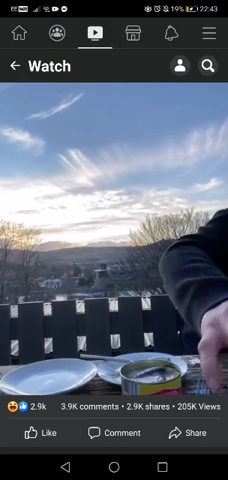 19% 22:43
Watch
2.9k 3.9K comments • 2.9K shares • 205K Views
Like Comment Share